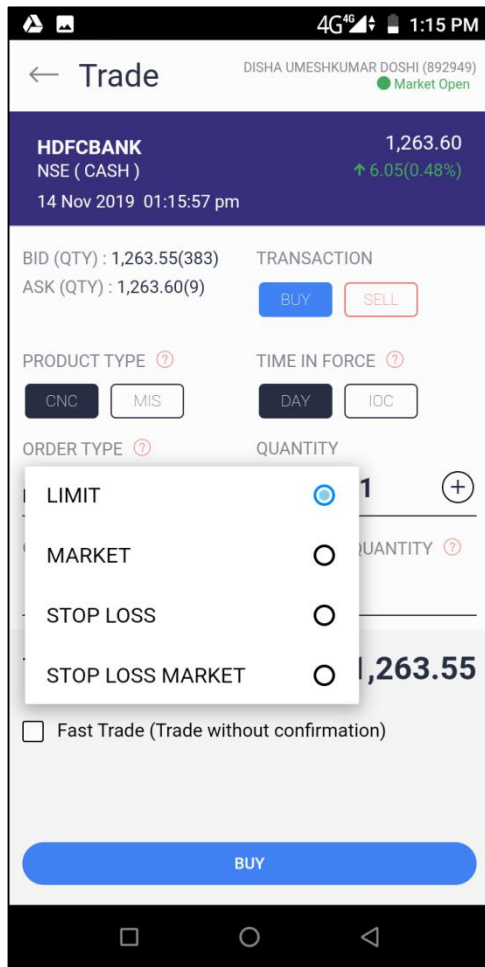 4G 4G 1:15 PM
Trade
DISHA UMESHKUMAR DOSHI (892949)
Market Open
HDFCBANK
1,263.60
NSE ( CASH )
6.05(0.48%)
14 Nov 2019 01:15:57 pm
BID (QTY) : 1,263.55(383)
TRANSACTION
ASK (QTY) : 1,263.60(9)
BUY
SELL
PRODUCT TYPE ?
TIME IN FORCE ?
CNC
MIS
DAY
IOC
ORDER TYPE ?
QUANTITY
1 +
LIMIT
MARKET
QUANTITY ?
STOP LOSS
STOP LOSS MARKET
,263.55
Fast Trade (Trade without confirmation)
BUY